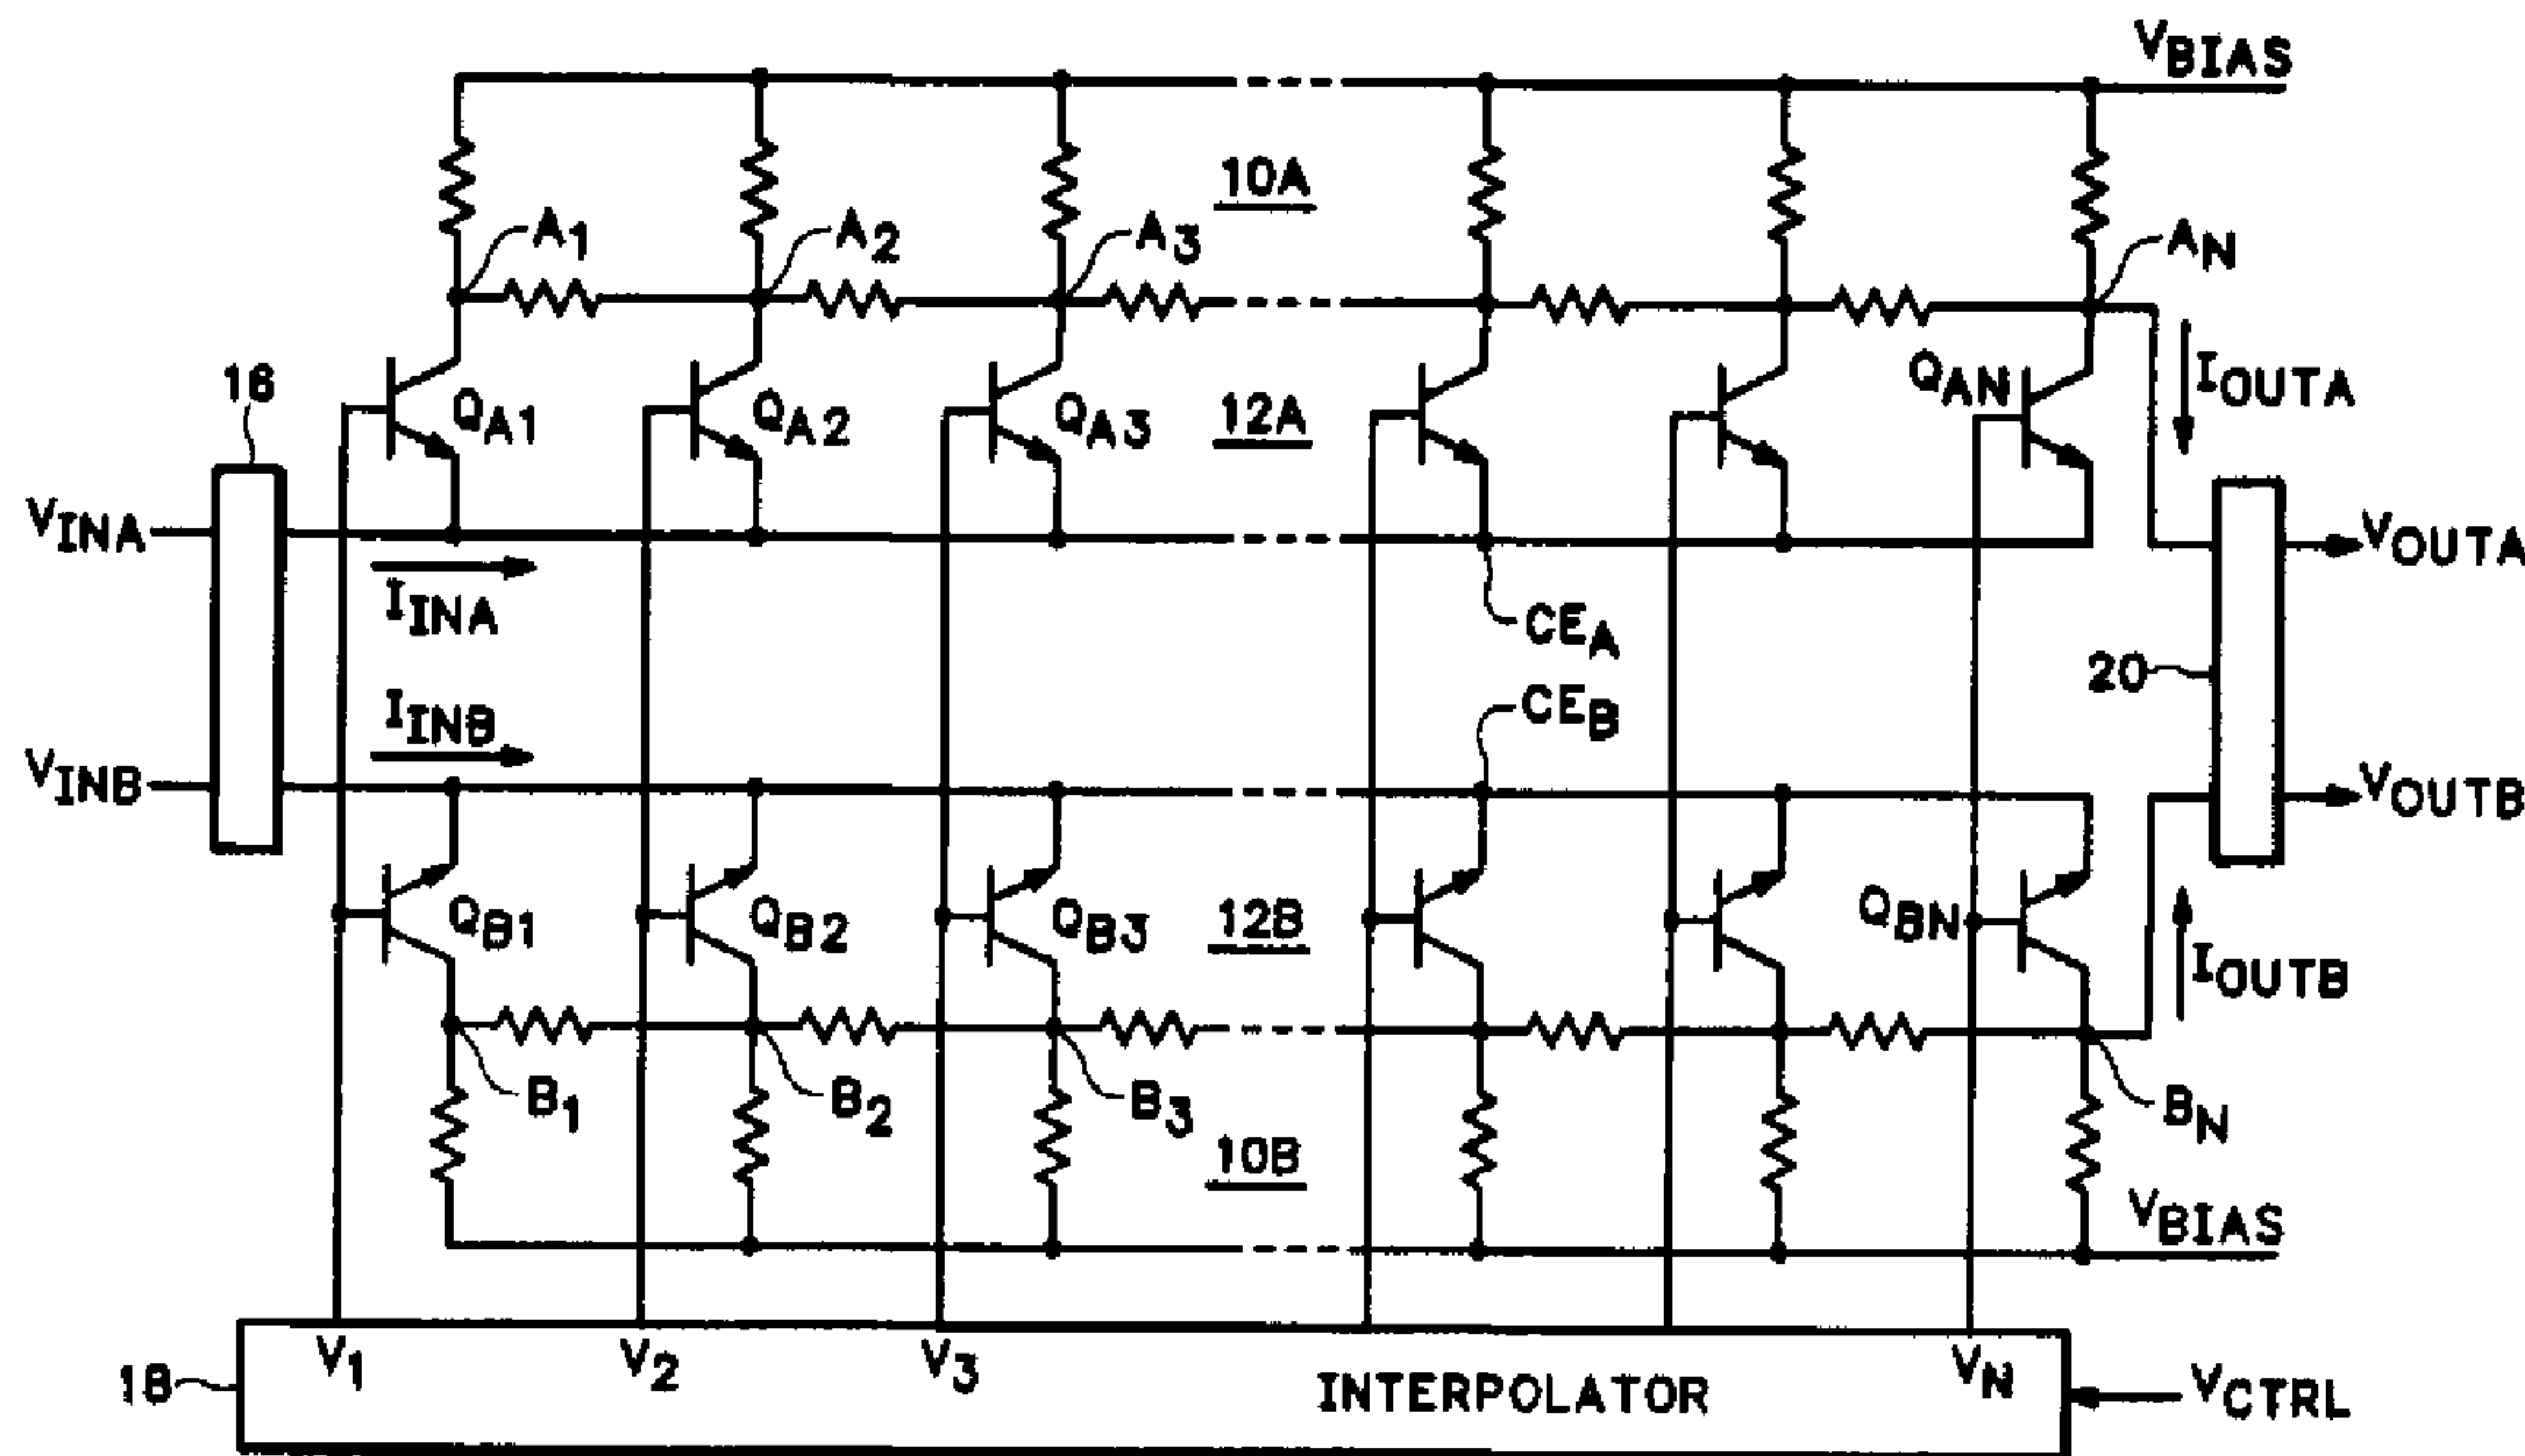 VBIAS
10A
A1
A2
A3
AN
QA1
QA2
QA3
12A
QAN
IOUTA
16
VINA
VOUTA
IINA
CEA
20
IINB
CEB
VINB
VOUTB
QB1
QB2
QB3
12B
QBN
IOUTB
B1
B2
B3
10B
BN
VBIAS
V1
V2
V3
VN
18
INTERPOLATOR
VCTRL